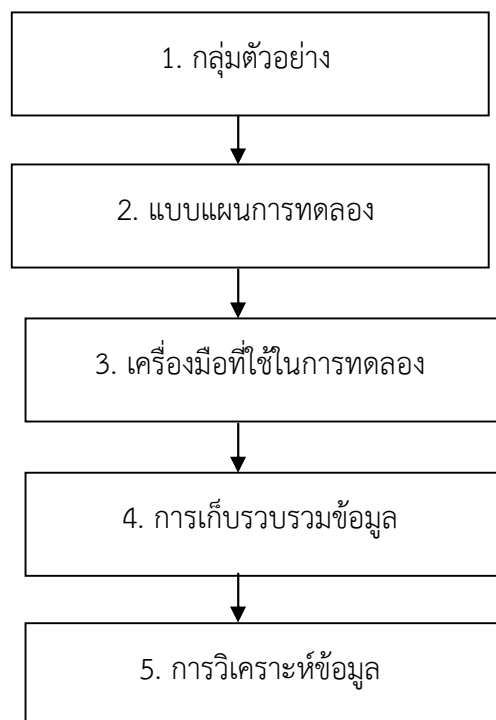 1. กลุ่มตัวอย่าง
2. แบบแผนการทดลอง
3. เครื่องมือที่ใช้ในการทดลอง
4. การเก็บรวบรวมข้อมูล
5. การวิเคราะห์ข้อมูล